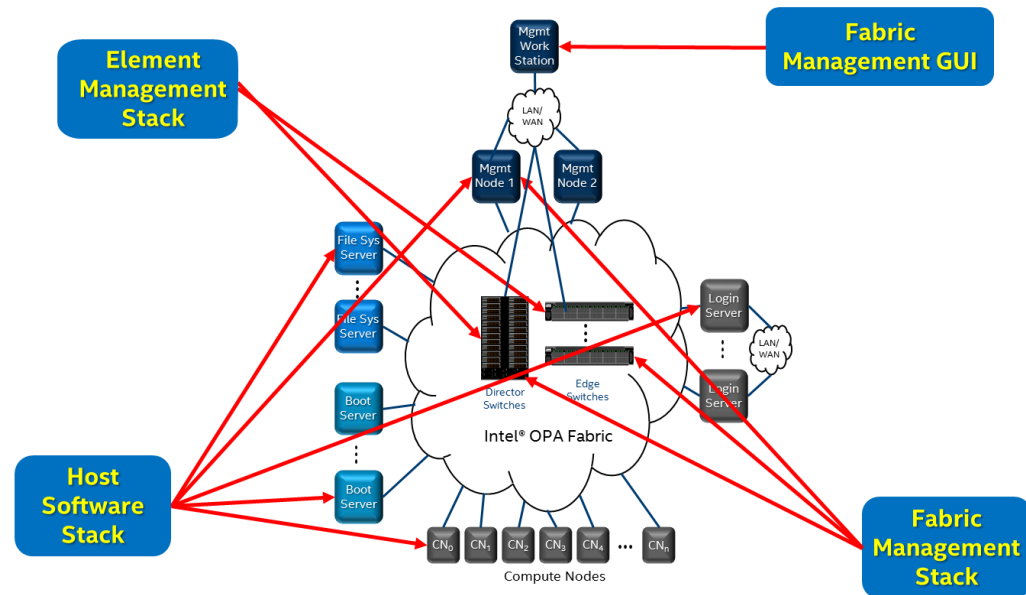 Mgmt
Work
Station
Fabric
Management GUI
Element
Management
Stack
LAN/
WAN
Mgmt
Node 1
Mgmt
Node 2
File Sys
Server
File Sys
Server
Login
Server
LAN/
WAN
Login
Server
Director
Switches
Edge
Switches
Boot
Server
Intel® OPA Fabric
Boot
Server
Host
Software
Stack
CN₀
CN₁
CN₂
CN₃
CN₄
...
CNₙ
Compute Nodes
Fabric
Management
Stack